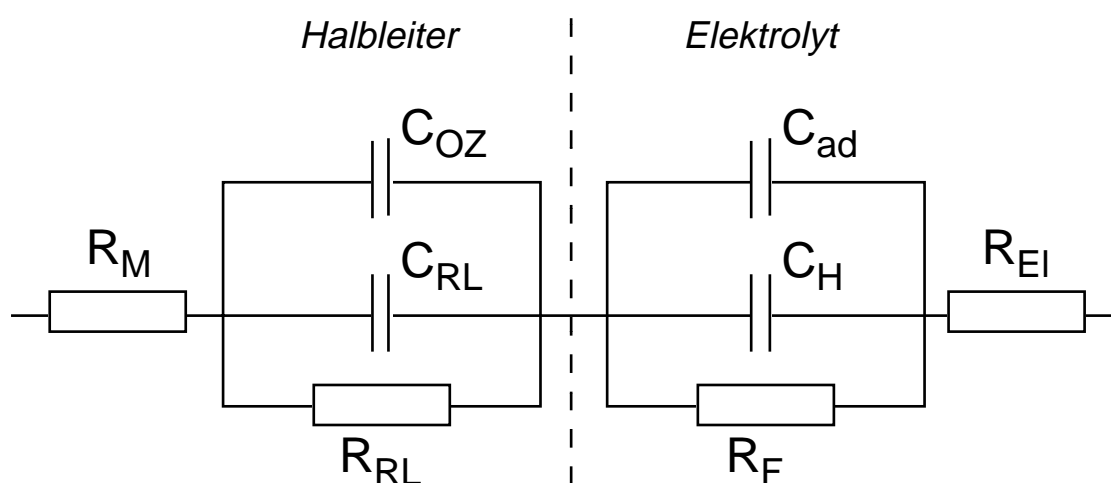 Halbleiter
Elektrolyt
C_OZ
C_ad
R_M
C_RL
C_H
R_El
R_RL
R_F